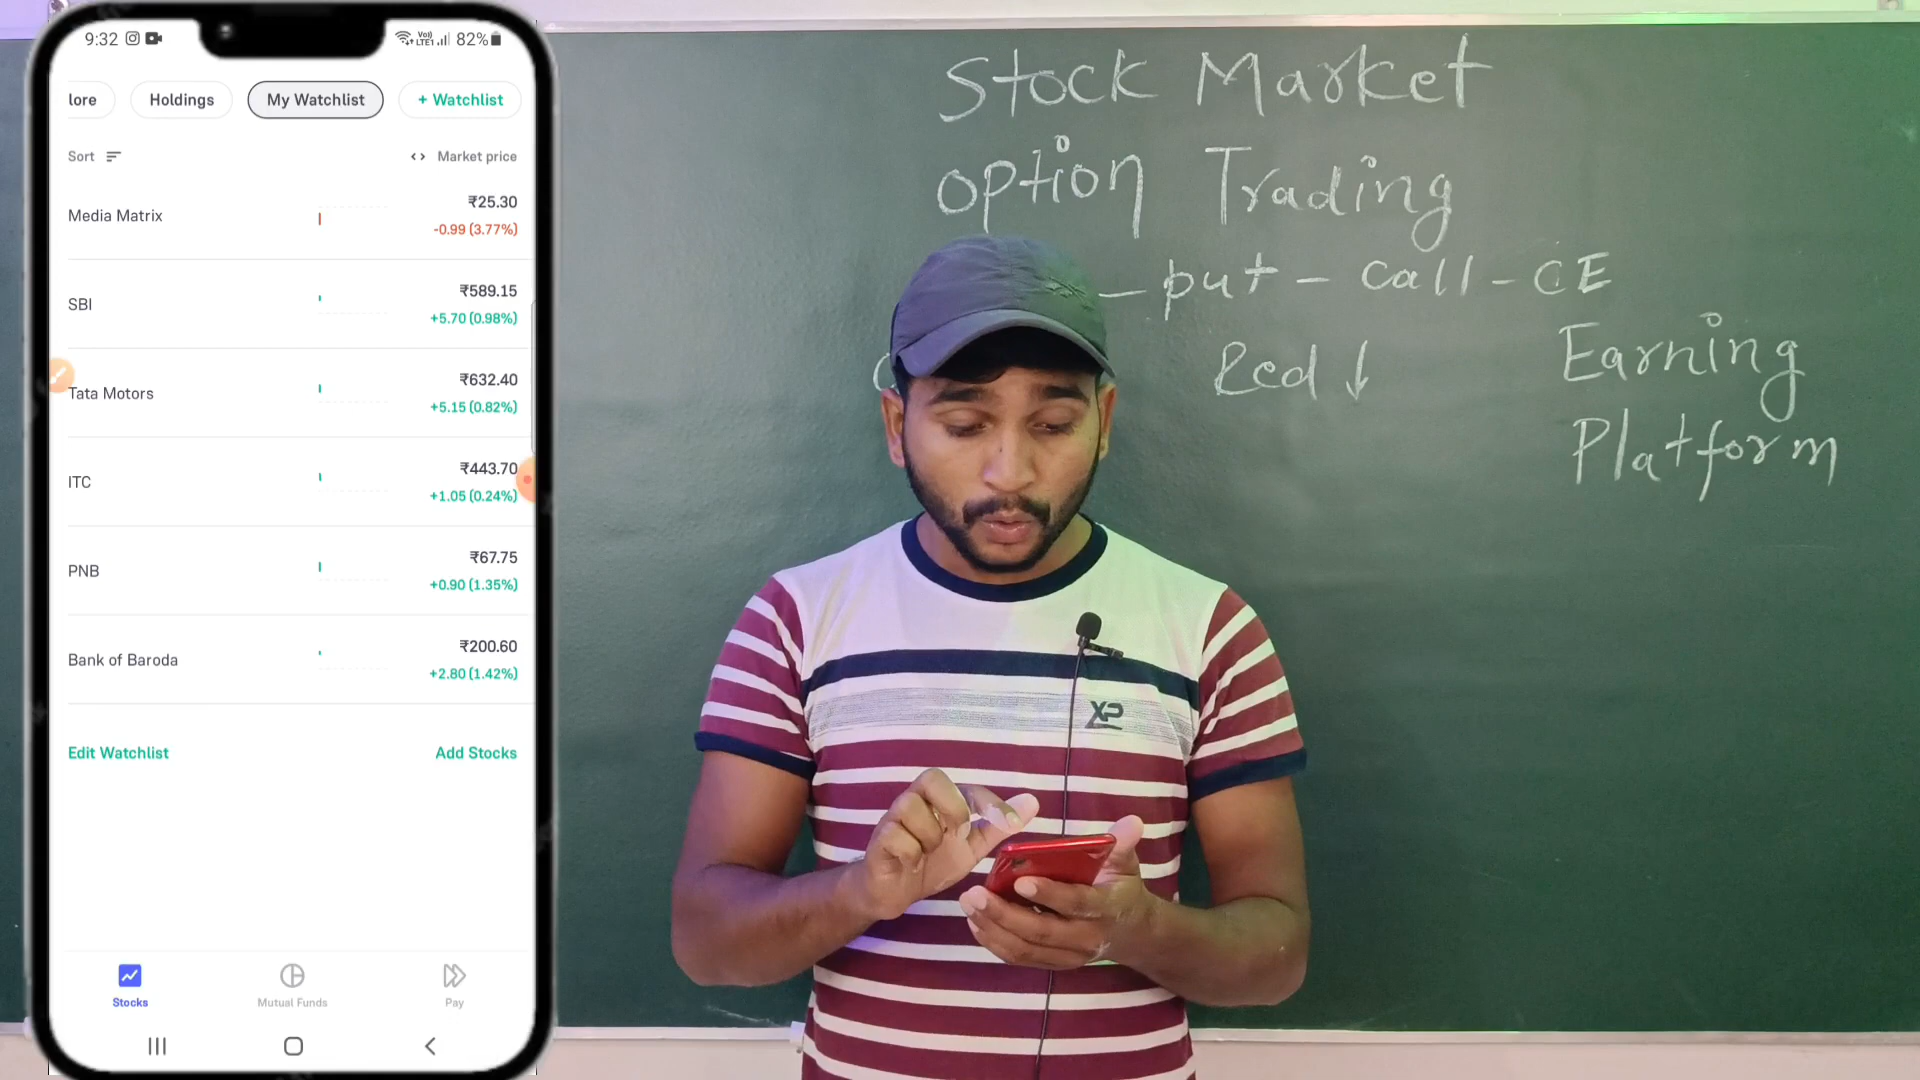 9:32 Vo)) LTE1 82%
lore Holdings My Watchlist + Watchlist
Sort <> Market price
Media Matrix ₹25.30
-0.99 (3.77%)
SBI ₹589.15
+5.70 (0.98%)
Tata Motors ₹632.40
+5.15 (0.82%)
ITC ₹443.70
+1.05 (0.24%)
PNB ₹67.75
+0.90 (1.35%)
Bank of Baroda ₹200.60
+2.80 (1.42%)
Edit Watchlist Add Stocks
Stocks Mutual Funds Pay
Stock Market
Option Trading
- put - call - CE
Red ↓
Earning
Platform
XP